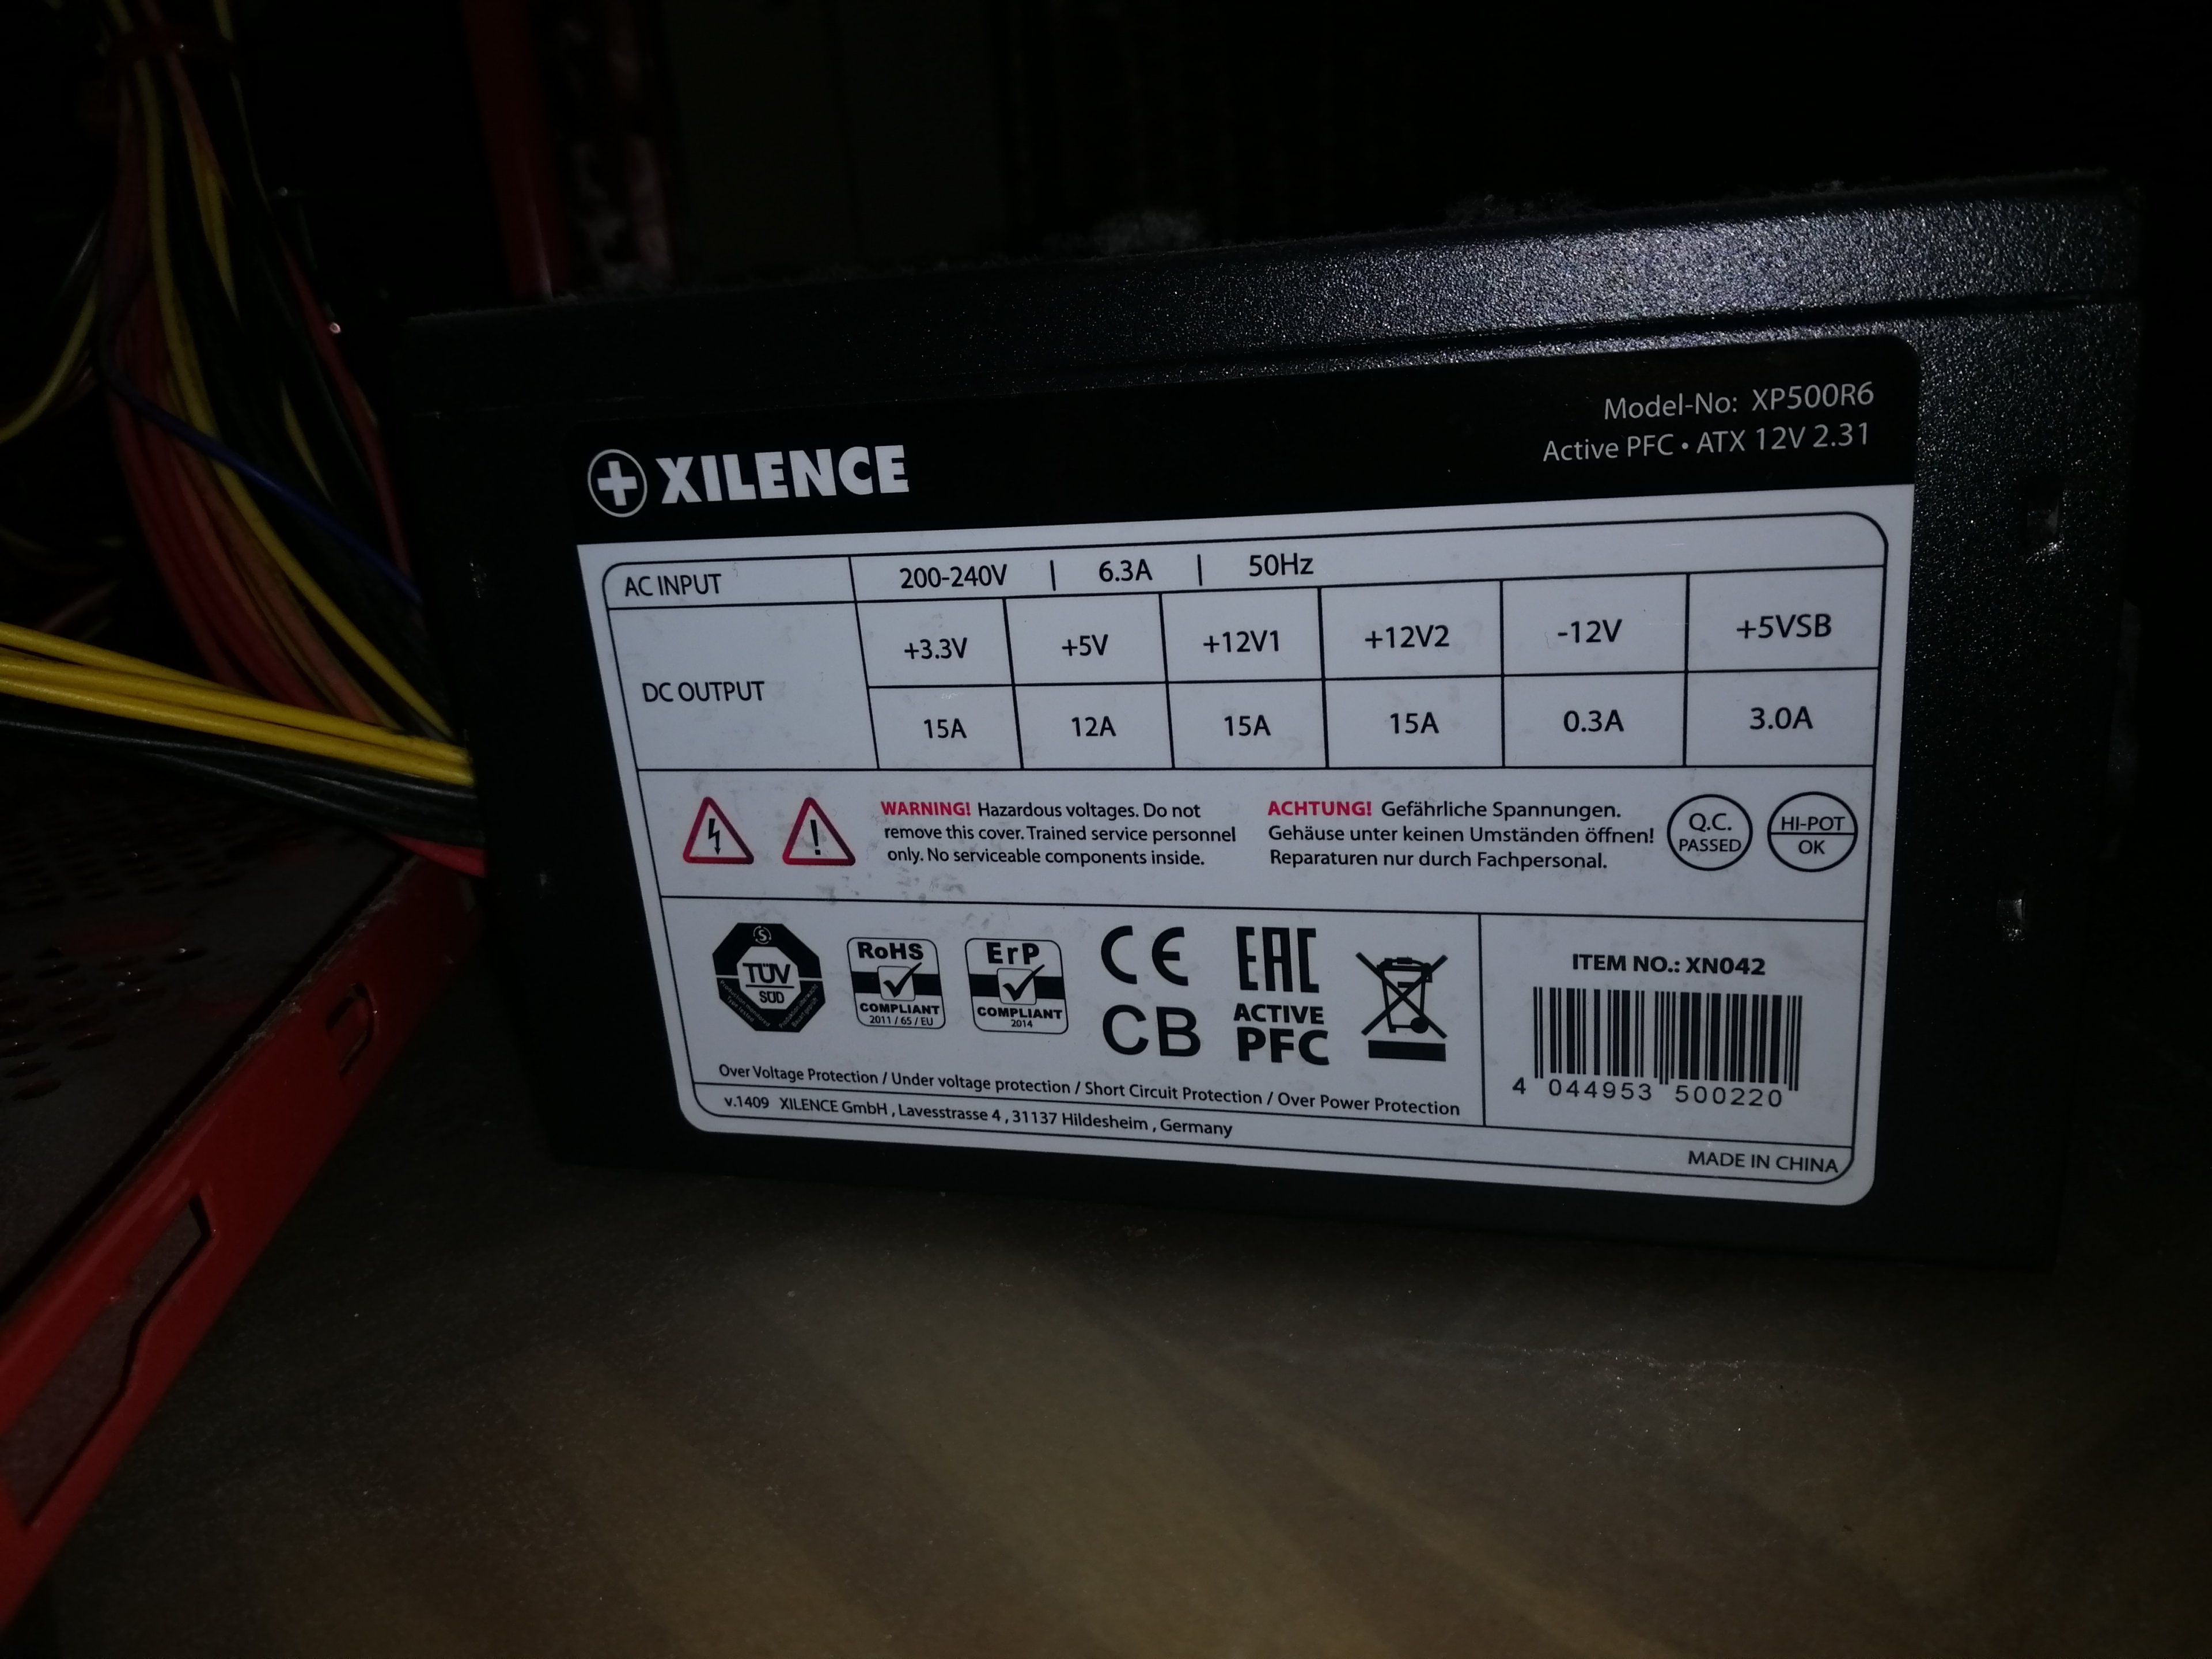 Model-No: XP500R6
Active PFC • ATX 12V 2.31
XILENCE
AC INPUT 200-240V | 6.3A | 50Hz
DC OUTPUT
+3.3V +5V +12V1 +12V2 -12V +5VSB
15A 12A 15A 15A 0.3A 3.0A
WARNING! Hazardous voltages. Do not
remove this cover. Trained service personnel
only. No serviceable components inside.
ACHTUNG! Gefährliche Spannungen.
Gehäuse unter keinen Umständen öffnen!
Reparaturen nur durch Fachpersonal.
Q.C.
PASSED
HI-POT
OK
TÜV
SÜD
RoHS
COMPLIANT
2011 / 65 / EU
ErP
COMPLIANT
2014
CE
CB
EAC
ACTIVE
PFC
ITEM NO.: XN042
4 044953 500220
Over Voltage Protection / Under voltage protection / Short Circuit Protection / Over Power Protection
v.1409 XILENCE GmbH , Lavesstrasse 4 , 31137 Hildesheim , Germany
MADE IN CHINA